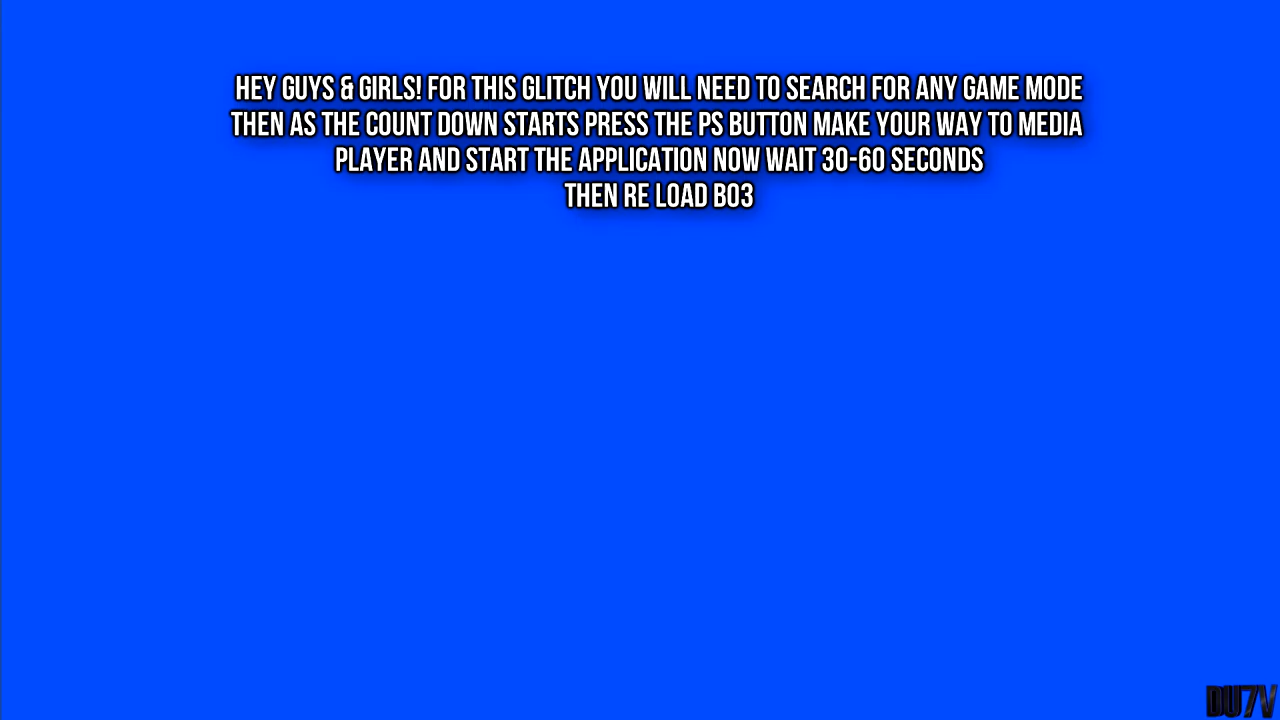 HEY GUYS & GIRLS! FOR THIS GLITCH YOU WILL NEED TO SEARCH FOR ANY GAME MODE
THEN AS THE COUNT DOWN STARTS PRESS THE PS BUTTON MAKE YOUR WAY TO MEDIA
PLAYER AND START THE APPLICATION NOW WAIT 30-60 SECONDS
THEN RE LOAD BO3
DU7V